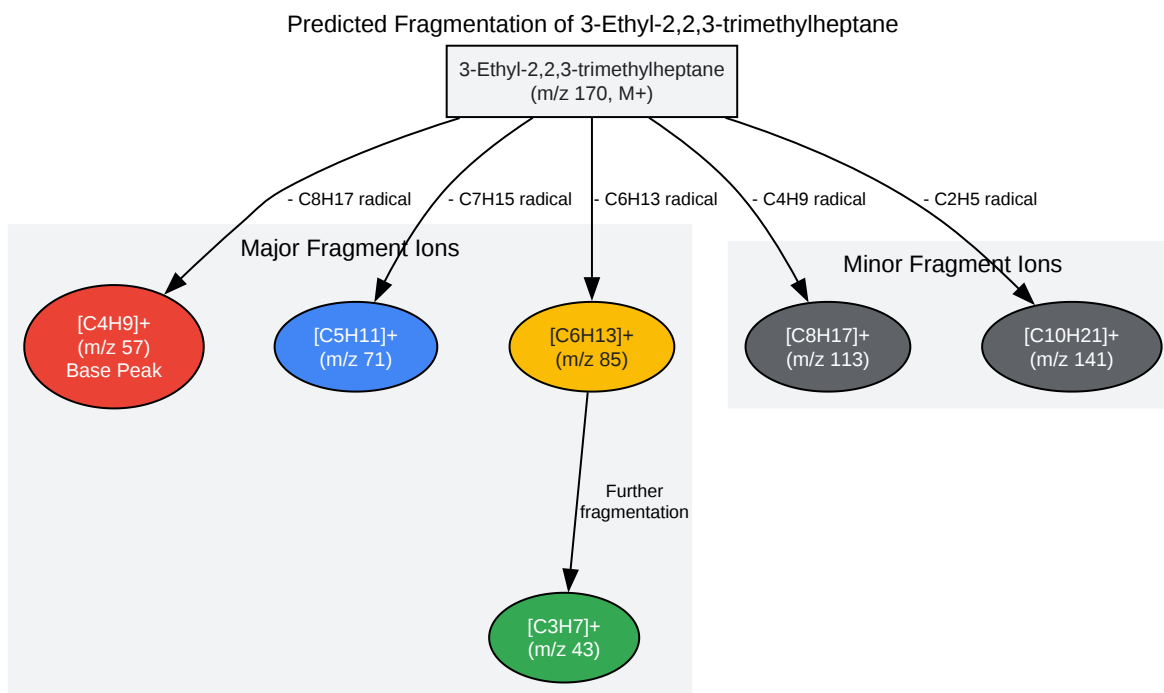 Predicted Fragmentation of 3-Ethyl-2,2,3-trimethylheptane
3-Ethyl-2,2,3-trimethylheptane
(m/z 170, M+)
- C8H17 radical
- C7H15 radical
- C6H13 radical
- C4H9 radical
- C2H5 radical
Major Fragment Ions
Minor Fragment Ions
[C4H9]+
(m/z 57)
Base Peak
[C5H11]+
(m/z 71)
[C6H13]+
(m/z 85)
[C8H17]+
(m/z 113)
[C10H21]+
(m/z 141)
Further
fragmentation
[C3H7]+
(m/z 43)